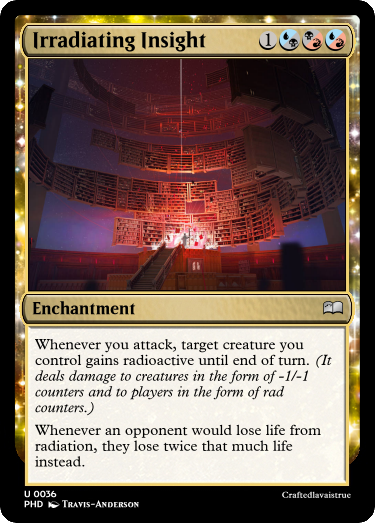 Irradiating Insight 1
Enchantment
Whenever you attack, target creature you
control gains radioactive until end of turn. (It
deals damage to creatures in the form of -1/-1
counters and to players in the form of rad
counters.)
Whenever an opponent would lose life from
radiation, they lose twice that much life
instead.
U 0036
PHD Travis-Anderson
Craftedlavaistrue